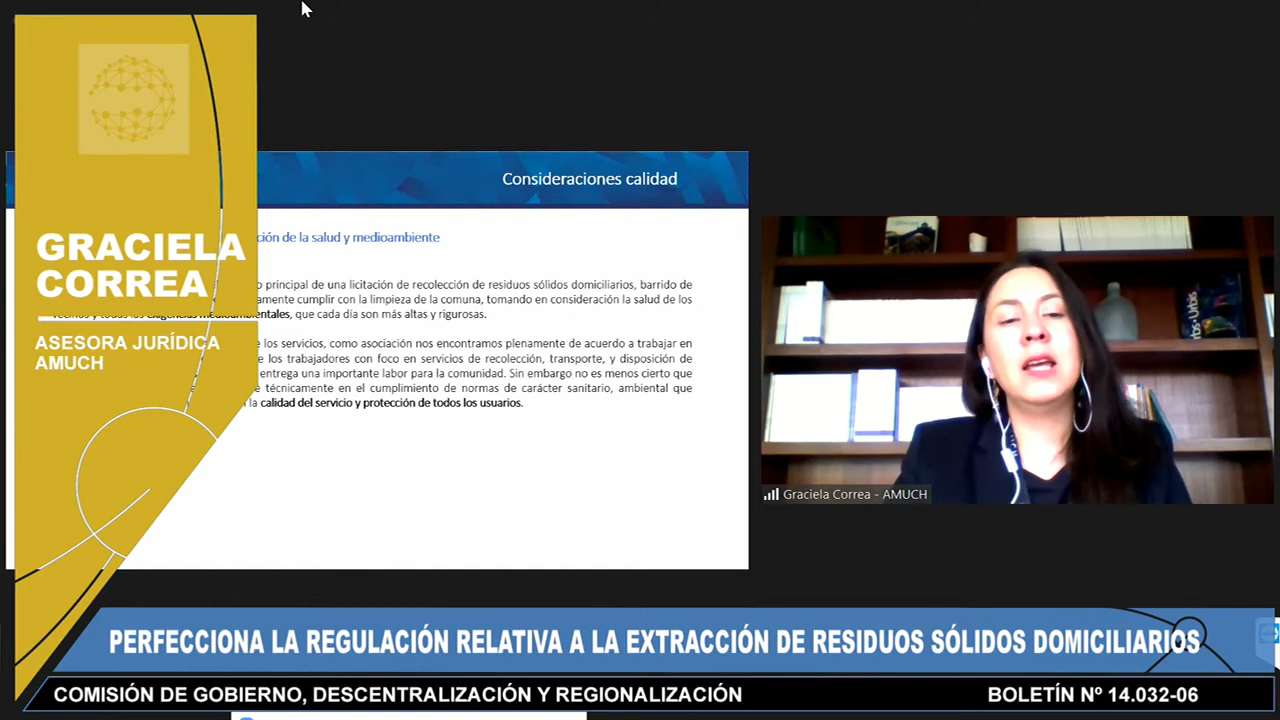 GRACIELA
CORREA
ASESORA JURÍDICA
AMUCH
Consideraciones calidad
ción de la salud y medioambiente
o principal de una licitación de recolección de residuos sólidos domiciliarios, barrido de
amente cumplir con la limpieza de la comuna, tomando en consideración la salud de los
vecinos y todos las exigencias medioambientales, que cada día son más altas y rigurosas.
e los servicios, como asociación nos encontramos plenamente de acuerdo a trabajar en
e los trabajadores con foco en servicios de recolección, transporte, y disposición de
entrega una importante labor para la comunidad. Sin embargo no es menos cierto que
e técnicamente en el cumplimiento de normas de carácter sanitario, ambiental que
la calidad del servicio y protección de todos los usuarios.
Urbis
Graciela Correa - AMUCH
PERFECCIONA LA REGULACIÓN RELATIVA A LA EXTRACCIÓN DE RESIDUOS SÓLIDOS DOMICILIARIOS
COMISIÓN DE GOBIERNO, DESCENTRALIZACIÓN Y REGIONALIZACIÓN
BOLETÍN Nº 14.032-06